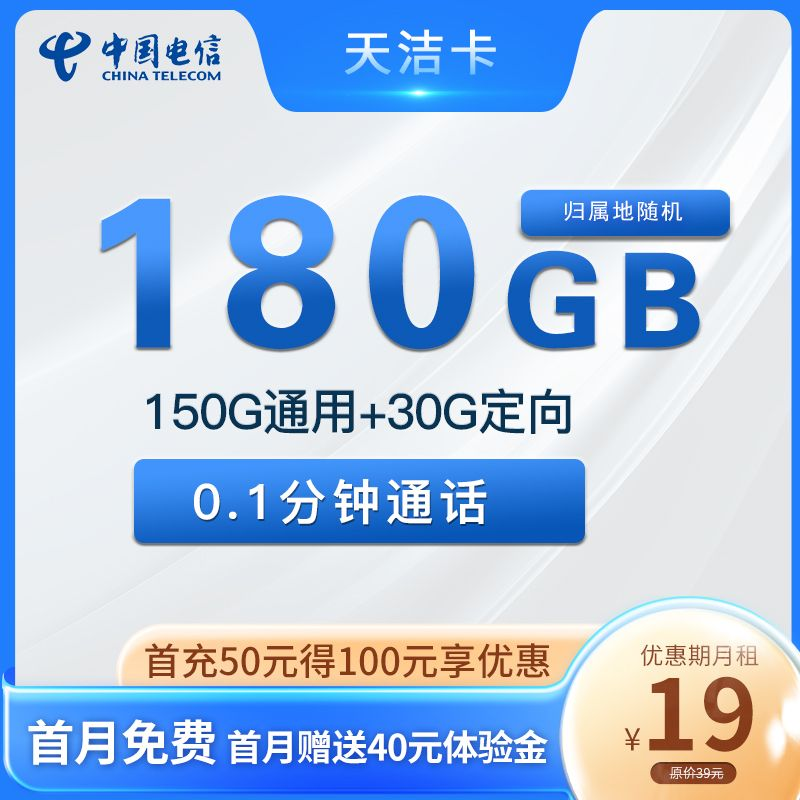 中国电信
CHINA TELECOM
天洁卡
归属地随机
180GB
150G通用+30G定向
0.1分钟通话
首充50元得100元享优惠
优惠期月租
¥19
原价39元
首月免费 首月赠送40元体验金